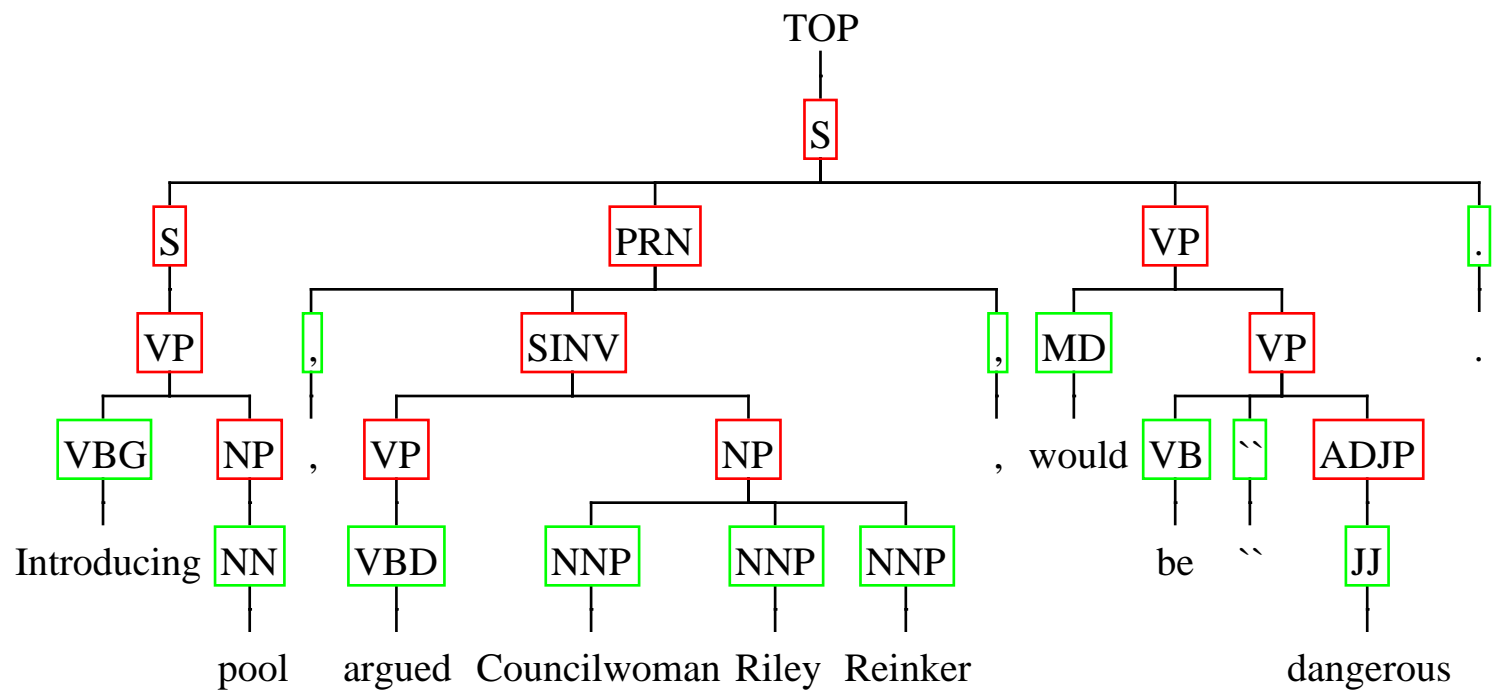 TOP
S
S PRN VP .
VP , SINV , MD VP .
VBG NP , VP NP , would VB `` ADJP
Introducing NN VBD NNP NNP NNP be `` JJ
pool argued Councilwoman Riley Reinker dangerous